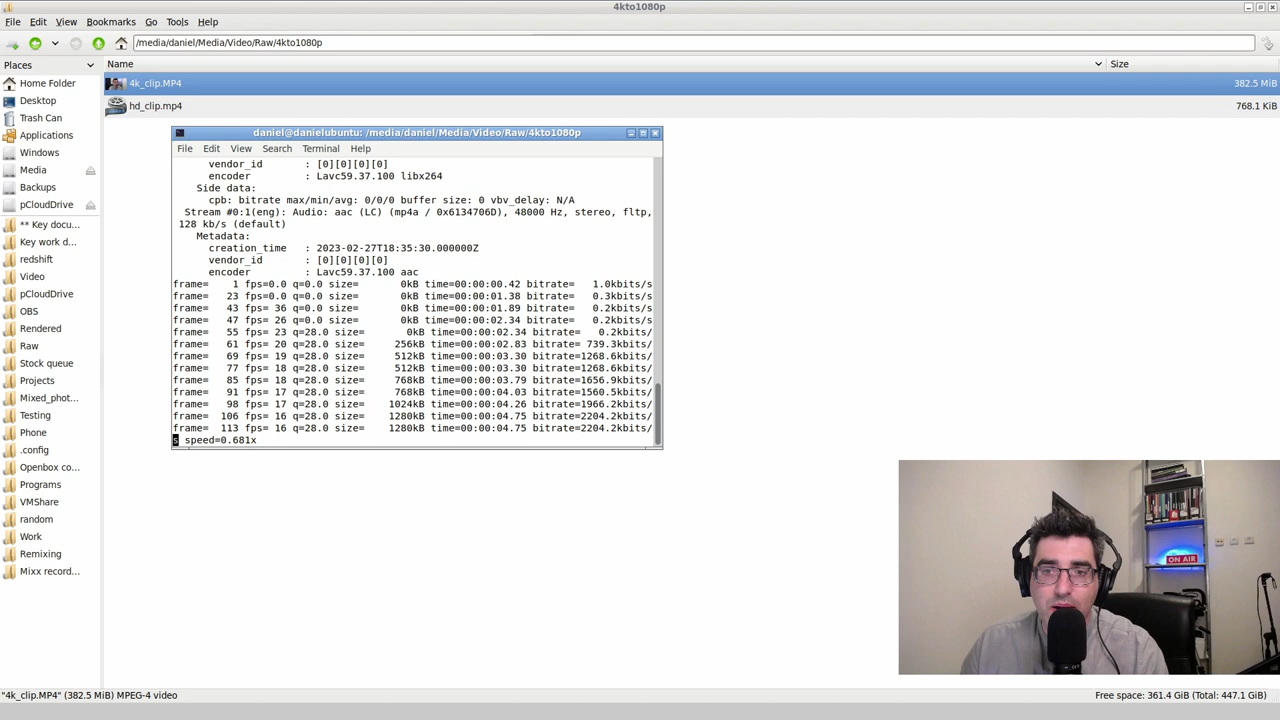 4kto1080p
File Edit View Bookmarks Go Tools Help
/media/daniel/Media/Video/Raw/4kto1080p
Places
Home Folder
Desktop
Trash Can
Applications
Windows
Media
Backups
pCloudDrive
** Key docu...
Key work d...
redshift
Video
pCloudDrive
OBS
Rendered
Raw
Stock queue
Projects
Mixed_phot...
Testing
Phone
.config
Openbox co...
Programs
VMShare
random
Work
Remixing
Mixx record...
Name Size
4k_clip.MP4 382.5 MiB
hd_clip.mp4 768.1 KiB
daniel@danielubuntu: /media/daniel/Media/Video/Raw/4kto1080p
File Edit View Search Terminal Help
vendor_id : [0][0][0][0]
encoder : Lavc59.37.100 libx264
Side data:
cpb: bitrate max/min/avg: 0/0/0 buffer size: 0 vbv_delay: N/A
Stream #0:1(eng): Audio: aac (LC) (mp4a / 0x6134706D), 48000 Hz, stereo, fltp,
128 kb/s (default)
Metadata:
creation_time : 2023-02-27T18:35:30.000000Z
vendor_id : [0][0][0][0]
encoder : Lavc59.37.100 aac
frame= 1 fps=0.0 q=0.0 size= 0kB time=00:00:00.42 bitrate= 1.0kbits/s
frame= 23 fps=0.0 q=0.0 size= 0kB time=00:00:01.38 bitrate= 0.3kbits/s
frame= 43 fps= 36 q=0.0 size= 0kB time=00:00:01.89 bitrate= 0.2kbits/s
frame= 47 fps= 26 q=0.0 size= 0kB time=00:00:02.34 bitrate= 0.2kbits/s
frame= 55 fps= 23 q=28.0 size= 0kB time=00:00:02.34 bitrate= 0.2kbits/
frame= 61 fps= 20 q=28.0 size= 256kB time=00:00:02.83 bitrate= 739.3kbits/
frame= 69 fps= 19 q=28.0 size= 512kB time=00:00:03.30 bitrate=1268.6kbits/
frame= 77 fps= 18 q=28.0 size= 512kB time=00:00:03.30 bitrate=1268.6kbits/
frame= 85 fps= 18 q=28.0 size= 768kB time=00:00:03.79 bitrate=1656.9kbits/
frame= 91 fps= 17 q=28.0 size= 768kB time=00:00:04.03 bitrate=1560.5kbits/
frame= 98 fps= 17 q=28.0 size= 1024kB time=00:00:04.26 bitrate=1966.2kbits/
frame= 106 fps= 16 q=28.0 size= 1280kB time=00:00:04.75 bitrate=2204.2kbits/
frame= 113 fps= 16 q=28.0 size= 1280kB time=00:00:04.75 bitrate=2204.2kbits/
s speed=0.681x
ON AIR
"4k_clip.MP4" (382.5 MiB) MPEG-4 video
Free space: 361.4 GiB (Total: 447.1 GiB)